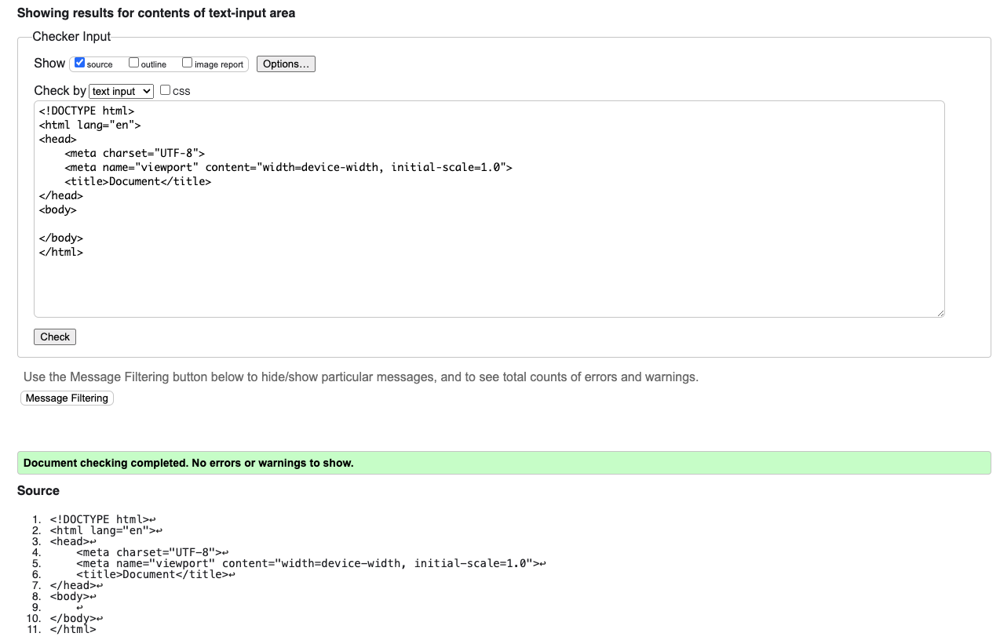 Showing results for contents of text-input area
Checker Input
Show source outline image report Options...
Check by text input css
<!DOCTYPE html>
<html lang="en">
<head>
    <meta charset="UTF-8">
    <meta name="viewport" content="width=device-width, initial-scale=1.0">
    <title>Document</title>
</head>
<body>

</body>
</html>
Check
Use the Message Filtering button below to hide/show particular messages, and to see total counts of errors and warnings.
Message Filtering
Document checking completed. No errors or warnings to show.
Source
1. <!DOCTYPE html>↩
2. <html lang="en">↩
3. <head>↩
4.     <meta charset="UTF-8">↩
5.     <meta name="viewport" content="width=device-width, initial-scale=1.0">↩
6.     <title>Document</title>↩
7. </head>↩
8. <body>↩
9.     ↩
10. </body>↩
11. </html>